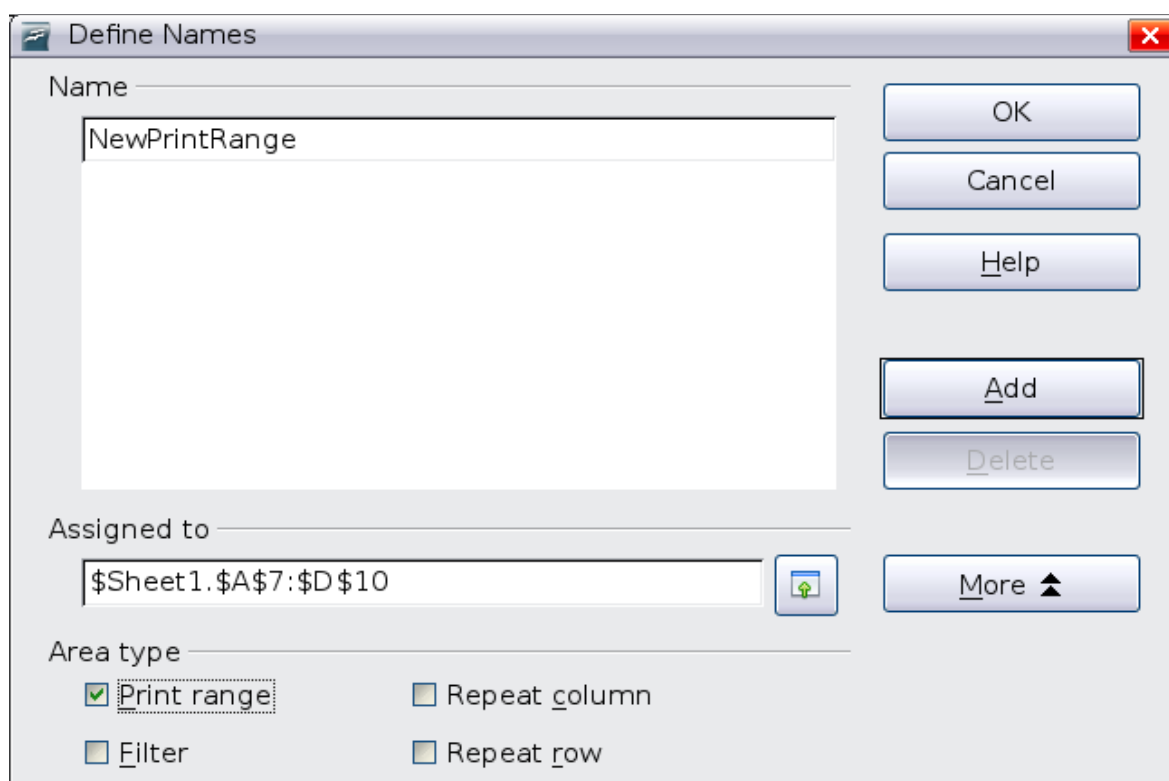 Define Names
Name
NewPrintRange
OK
Cancel
Help
Add
Delete
Assigned to
$Sheet1.$A$7:$D$10
More
Area type
Print range
Repeat column
Filter
Repeat row